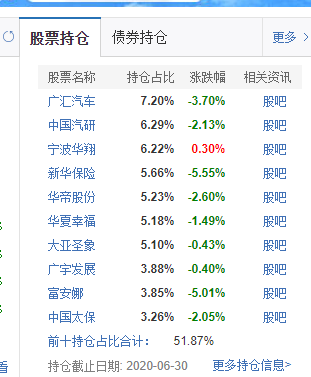 股票持仓 债券持仓 更多 >
股票名称 持仓占比 涨跌幅 相关资讯
广汇汽车 7.20% -3.70% 股吧
中国汽研 6.29% -2.13% 股吧
宁波华翔 6.22% 0.30% 股吧
新华保险 5.66% -5.55% 股吧
华帝股份 5.23% -2.60% 股吧
华夏幸福 5.18% -1.49% 股吧
大亚圣象 5.10% -0.43% 股吧
广宇发展 3.88% -0.40% 股吧
富安娜 3.85% -5.01% 股吧
中国太保 3.26% -2.05% 股吧
前十持仓占比合计： 51.87%
持仓截止日期: 2020-06-30 更多持仓信息>